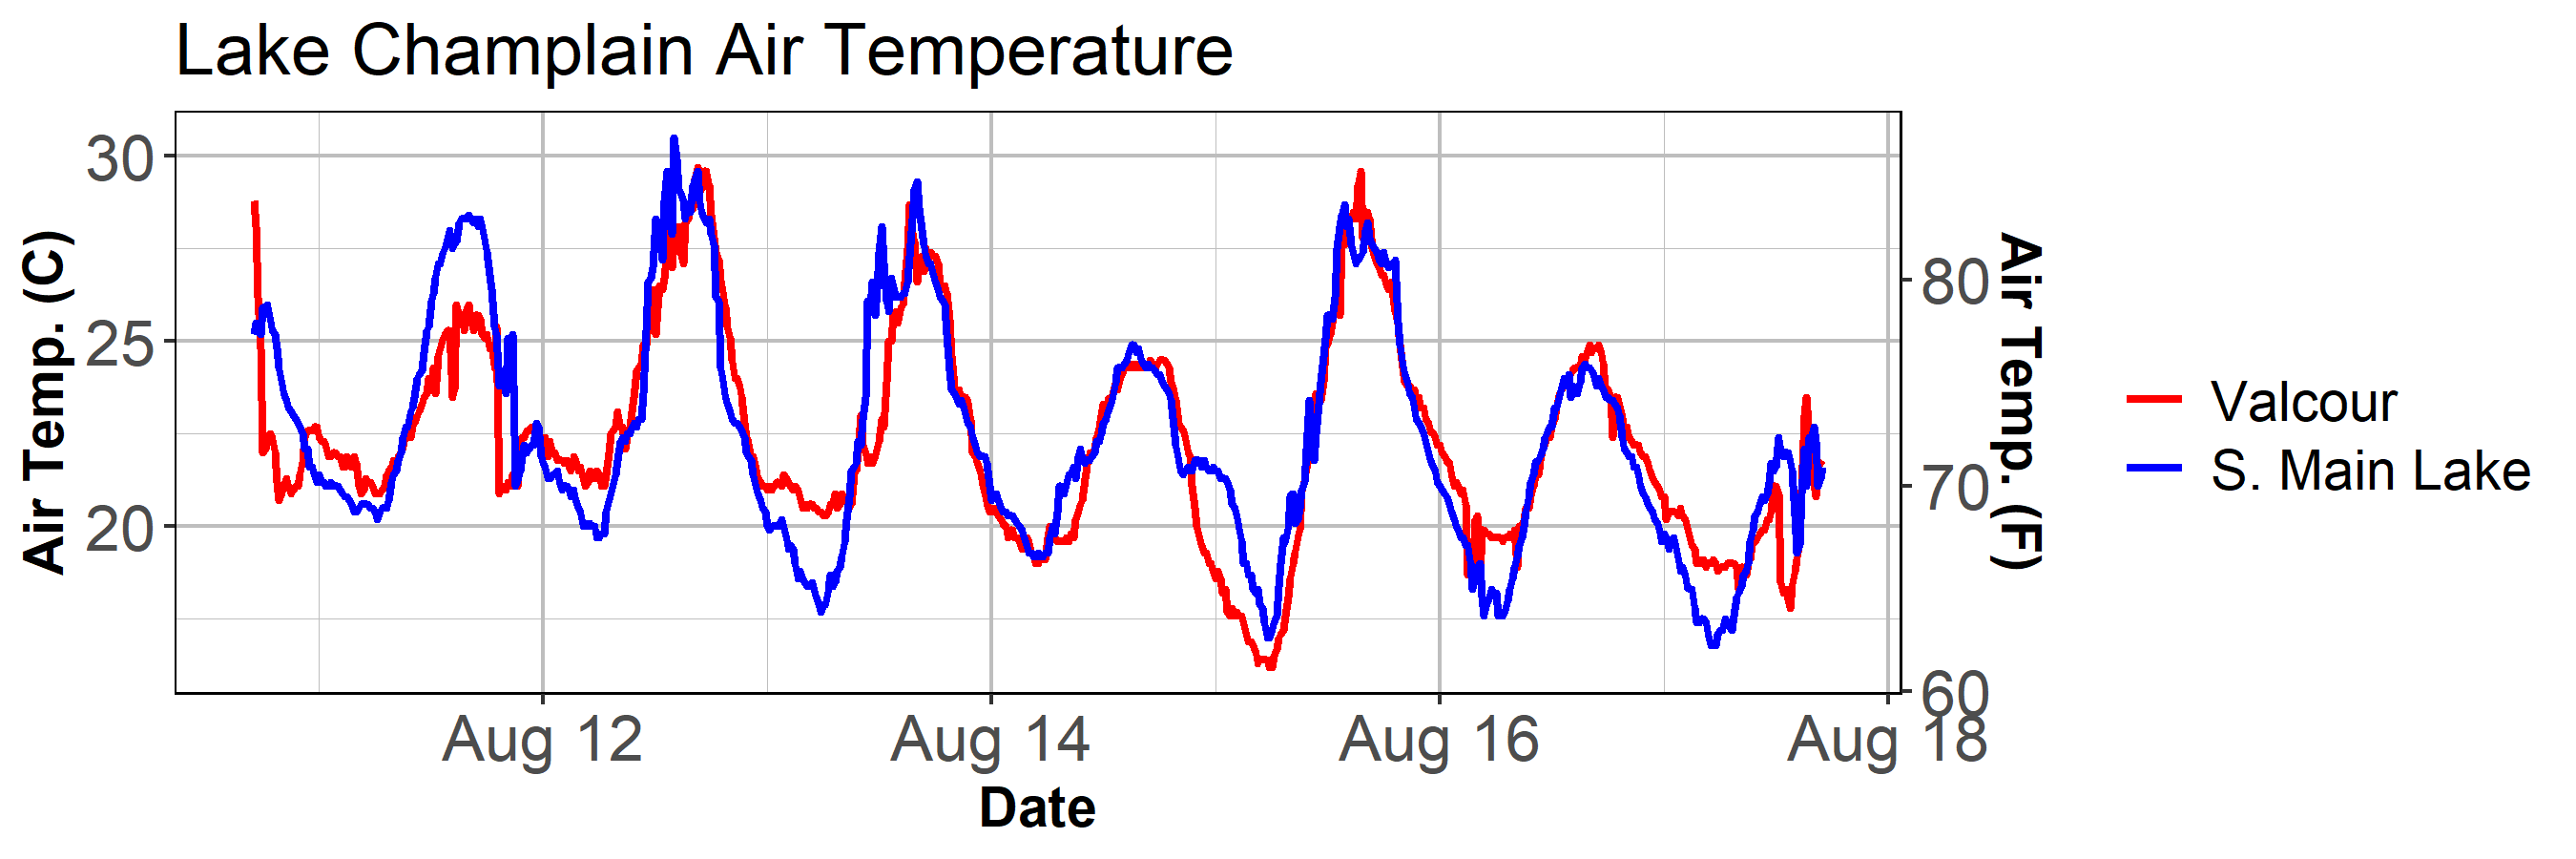 Lake Champlain Air Temperature
Air Temp. (C)
30
25
20
80
70
60
Air Temp. (F)
Valcour
S. Main Lake
Aug 12
Aug 14
Aug 16
Aug 18
Date